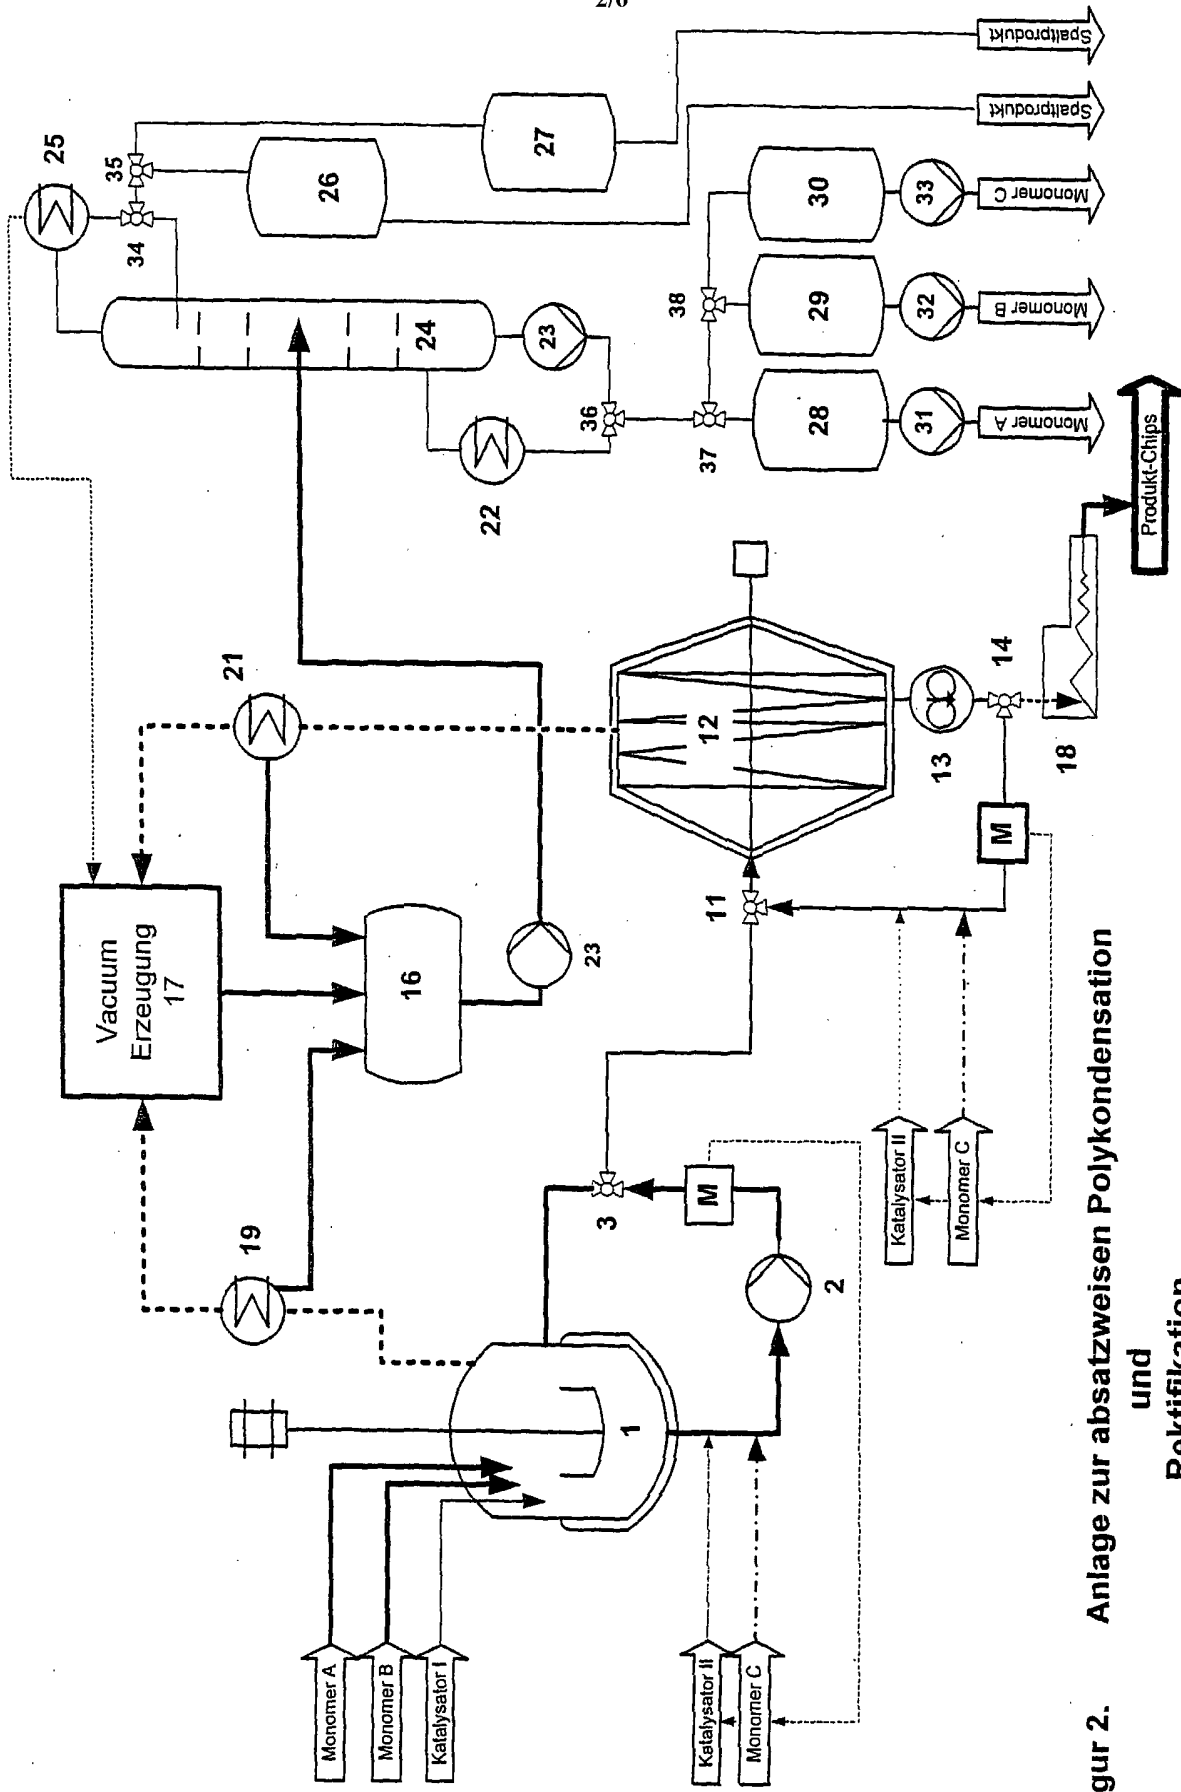 2/6
25
35
34
26
27
24
23
22
36
37
38
28
29
30
31
32
33
Monomer A
Monomer B
Monomer C
Spaltprodukt
Spaltprodukt
Vacuum
Erzeugung
17
21
19
16
23
12
11
13
14
18
M
Produkt-Chips
Katalysator II
Monomer C
3
M
2
1
Monomer A
Monomer B
Katalysator I
Katalysator II
Monomer C
gur 2. Anlage zur absatzweisen Polykondensation
und
Rektifikation